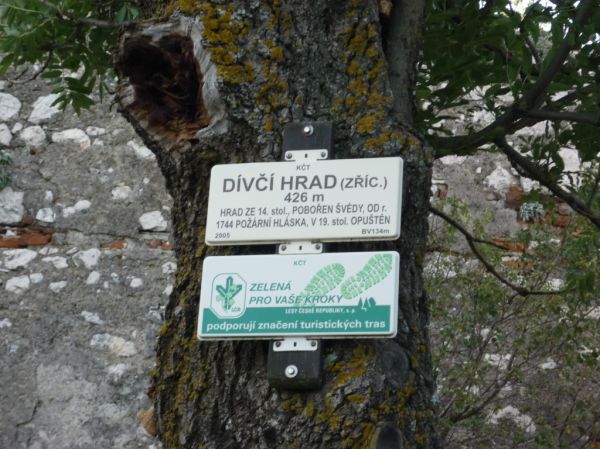 KČT
DÍVČÍ HRAD (ZŘÍC.)
426 m
HRAD ZE 14. stol., POBOŘEN ŠVÉDY, OD r.
1744 POŽÁRNÍ HLÁSKA, V 19. stol. OPUŠTĚN
2005 BV134m
KČT
ZELENÁ
PRO VAŠE KROKY
LESY ČESKÉ REPUBLIKY, s. p.
podporují značení turistických tras